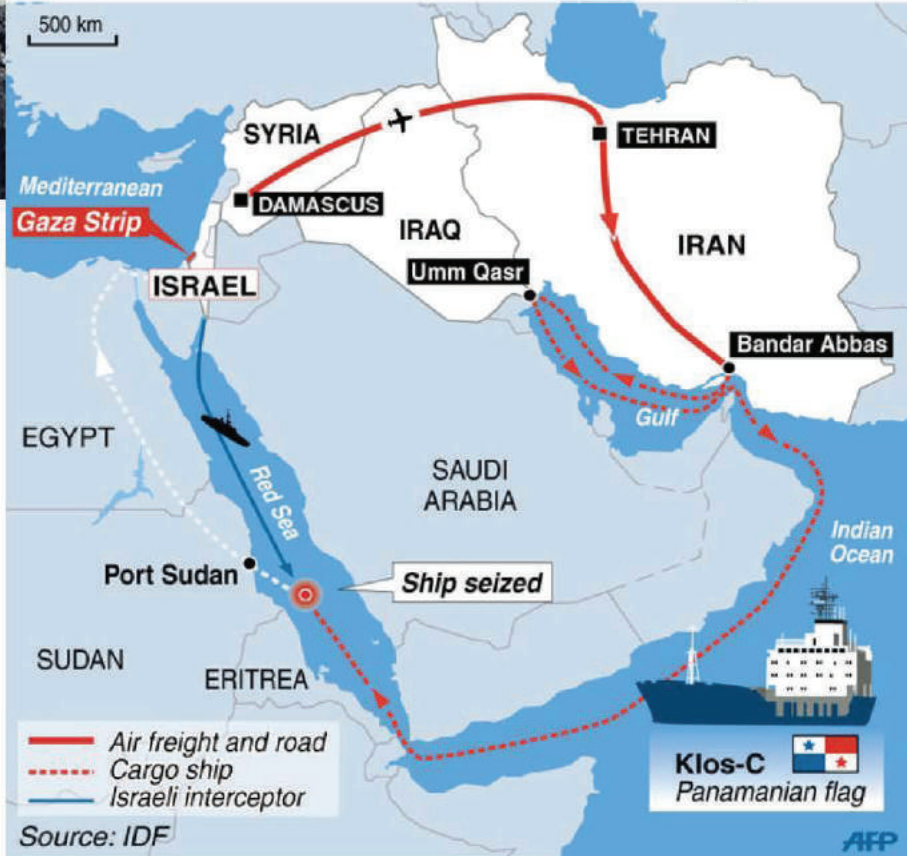 500 km
SYRIA
TEHRAN
Mediterranean
DAMASCUS
Gaza Strip
IRAQ
IRAN
Umm Qasr
ISRAEL
Bandar Abbas
Gulf
EGYPT
Red Sea
SAUDI
ARABIA
Indian
Ocean
Port Sudan
Ship seized
SUDAN
ERITREA
Air freight and road
Cargo ship
Israeli interceptor
Klos-C
Panamanian flag
Source: IDF
AFP